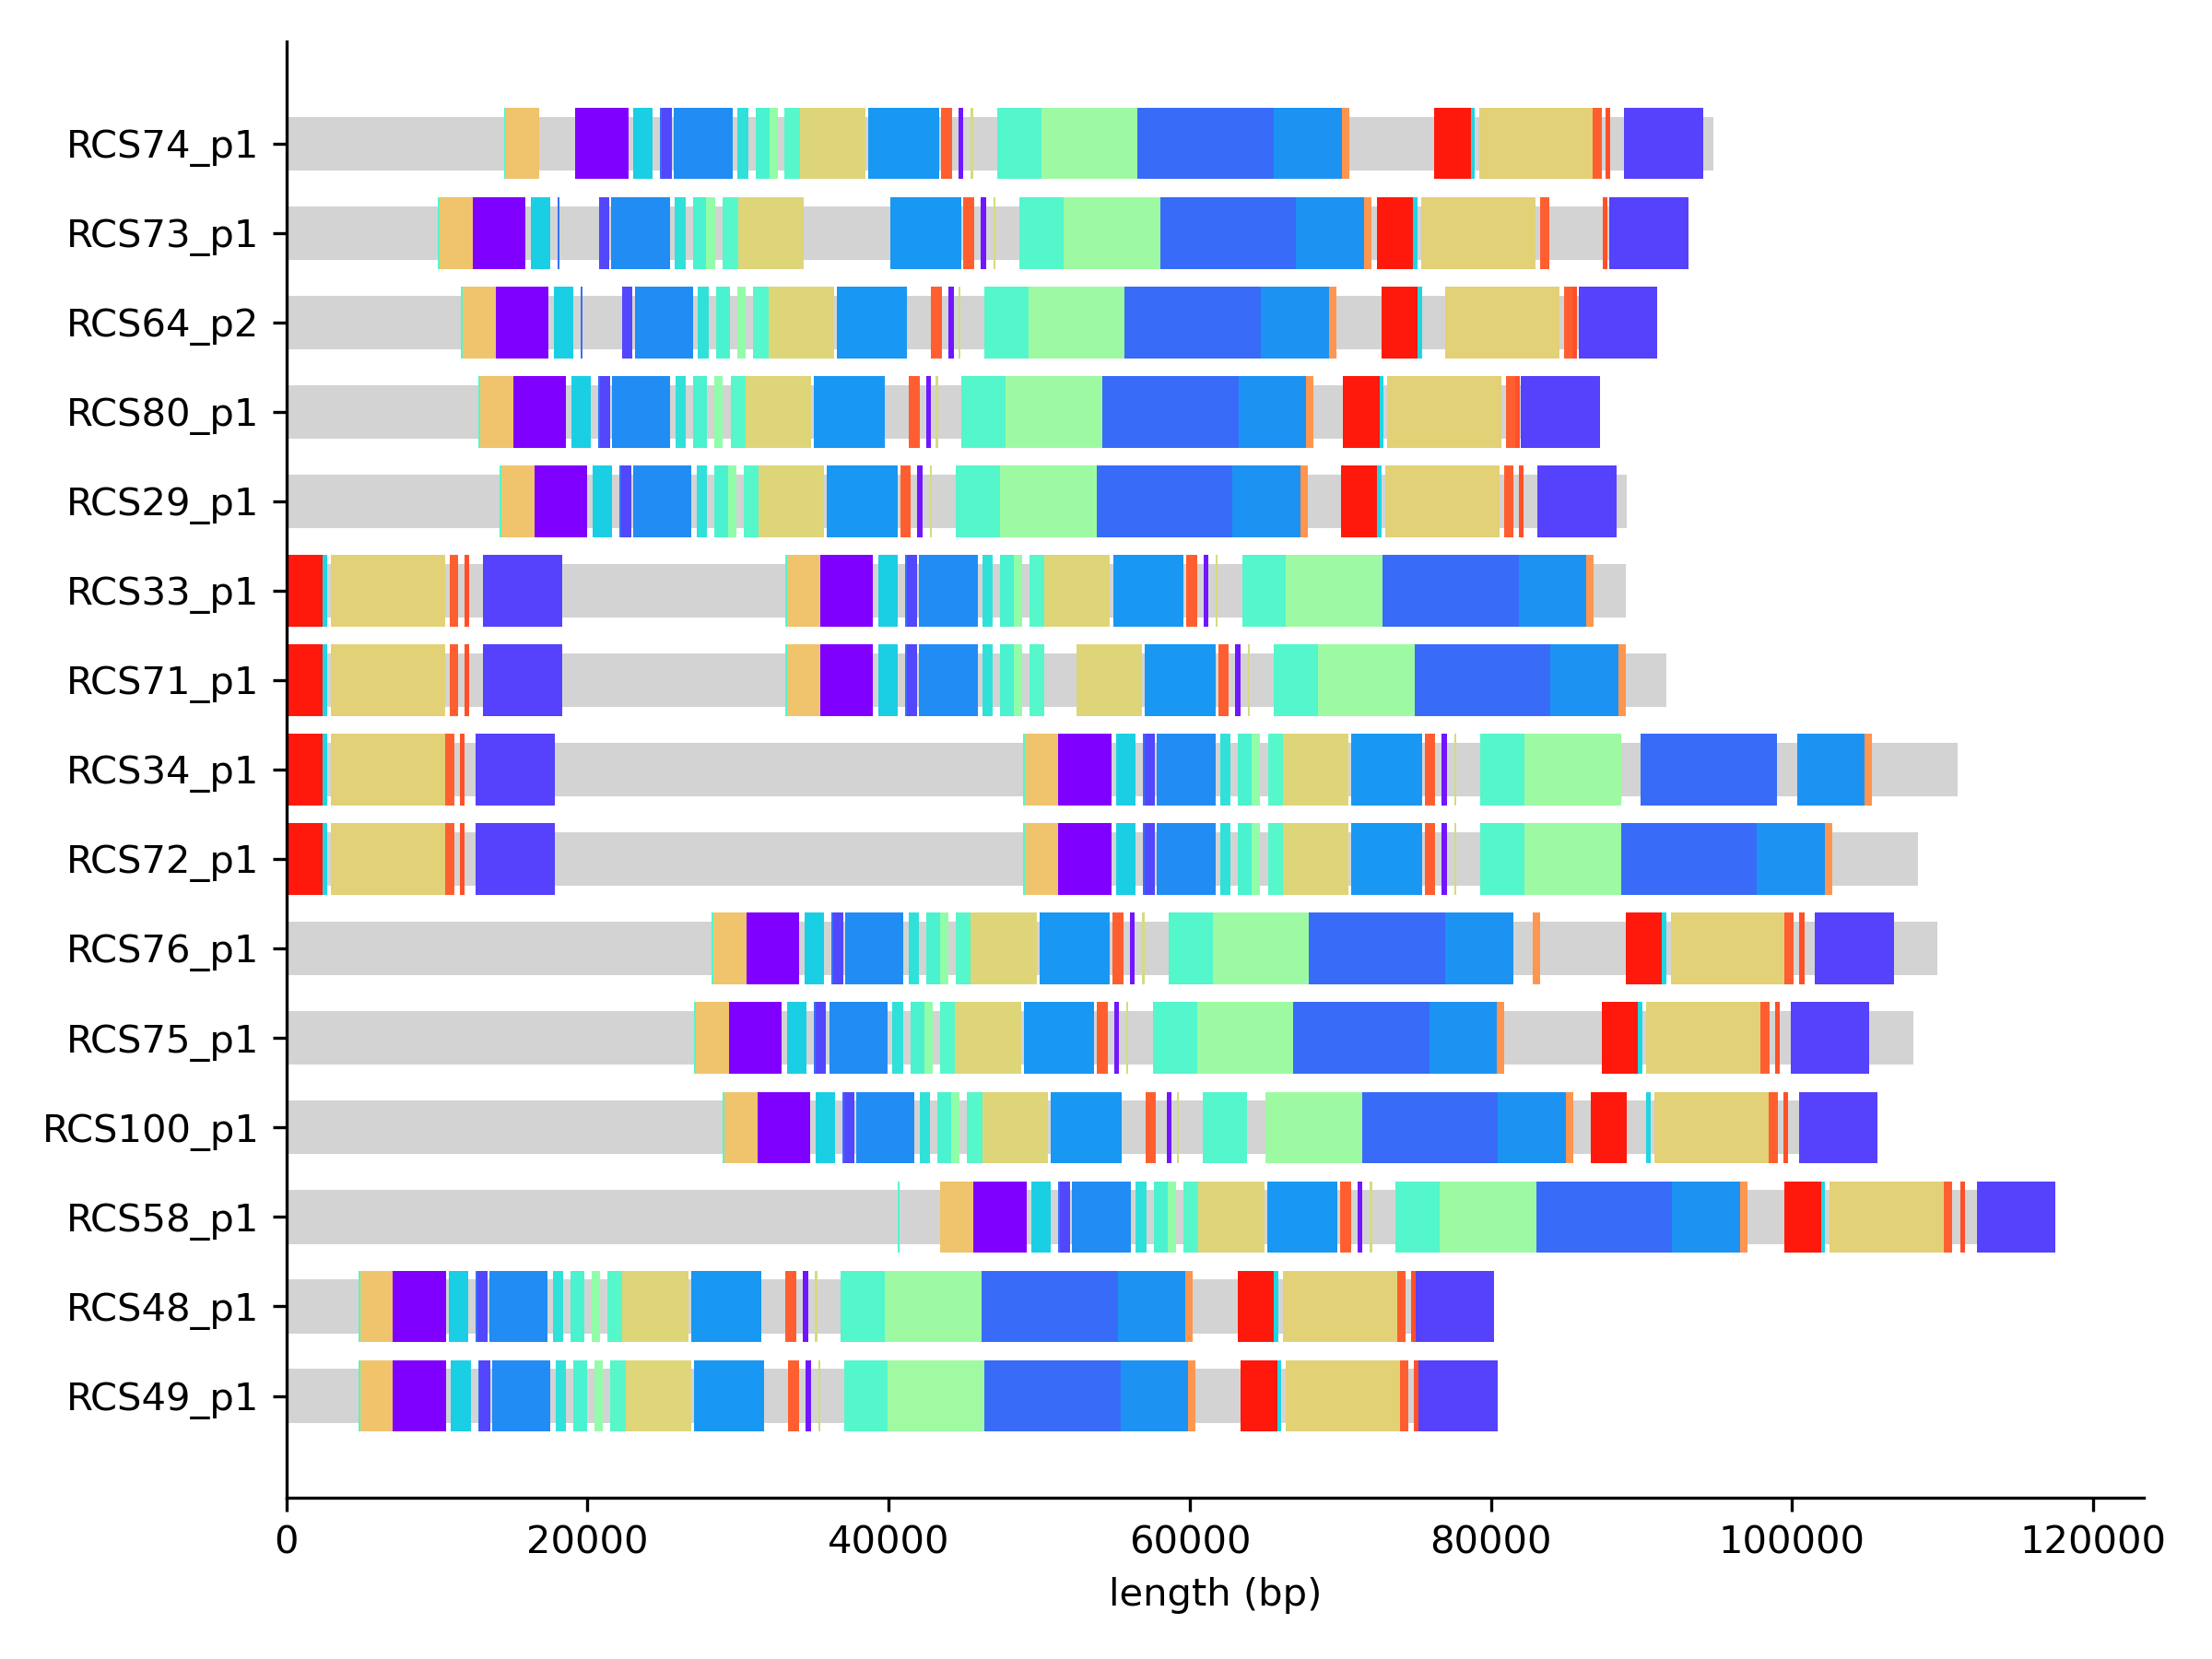 RCS74_p1
RCS73_p1
RCS64_p2
RCS80_p1
RCS29_p1
RCS33_p1
RCS71_p1
RCS34_p1
RCS72_p1
RCS76_p1
RCS75_p1
RCS100_p1
RCS58_p1
RCS48_p1
RCS49_p1
0 20000 40000 60000 80000 100000 120000
length (bp)